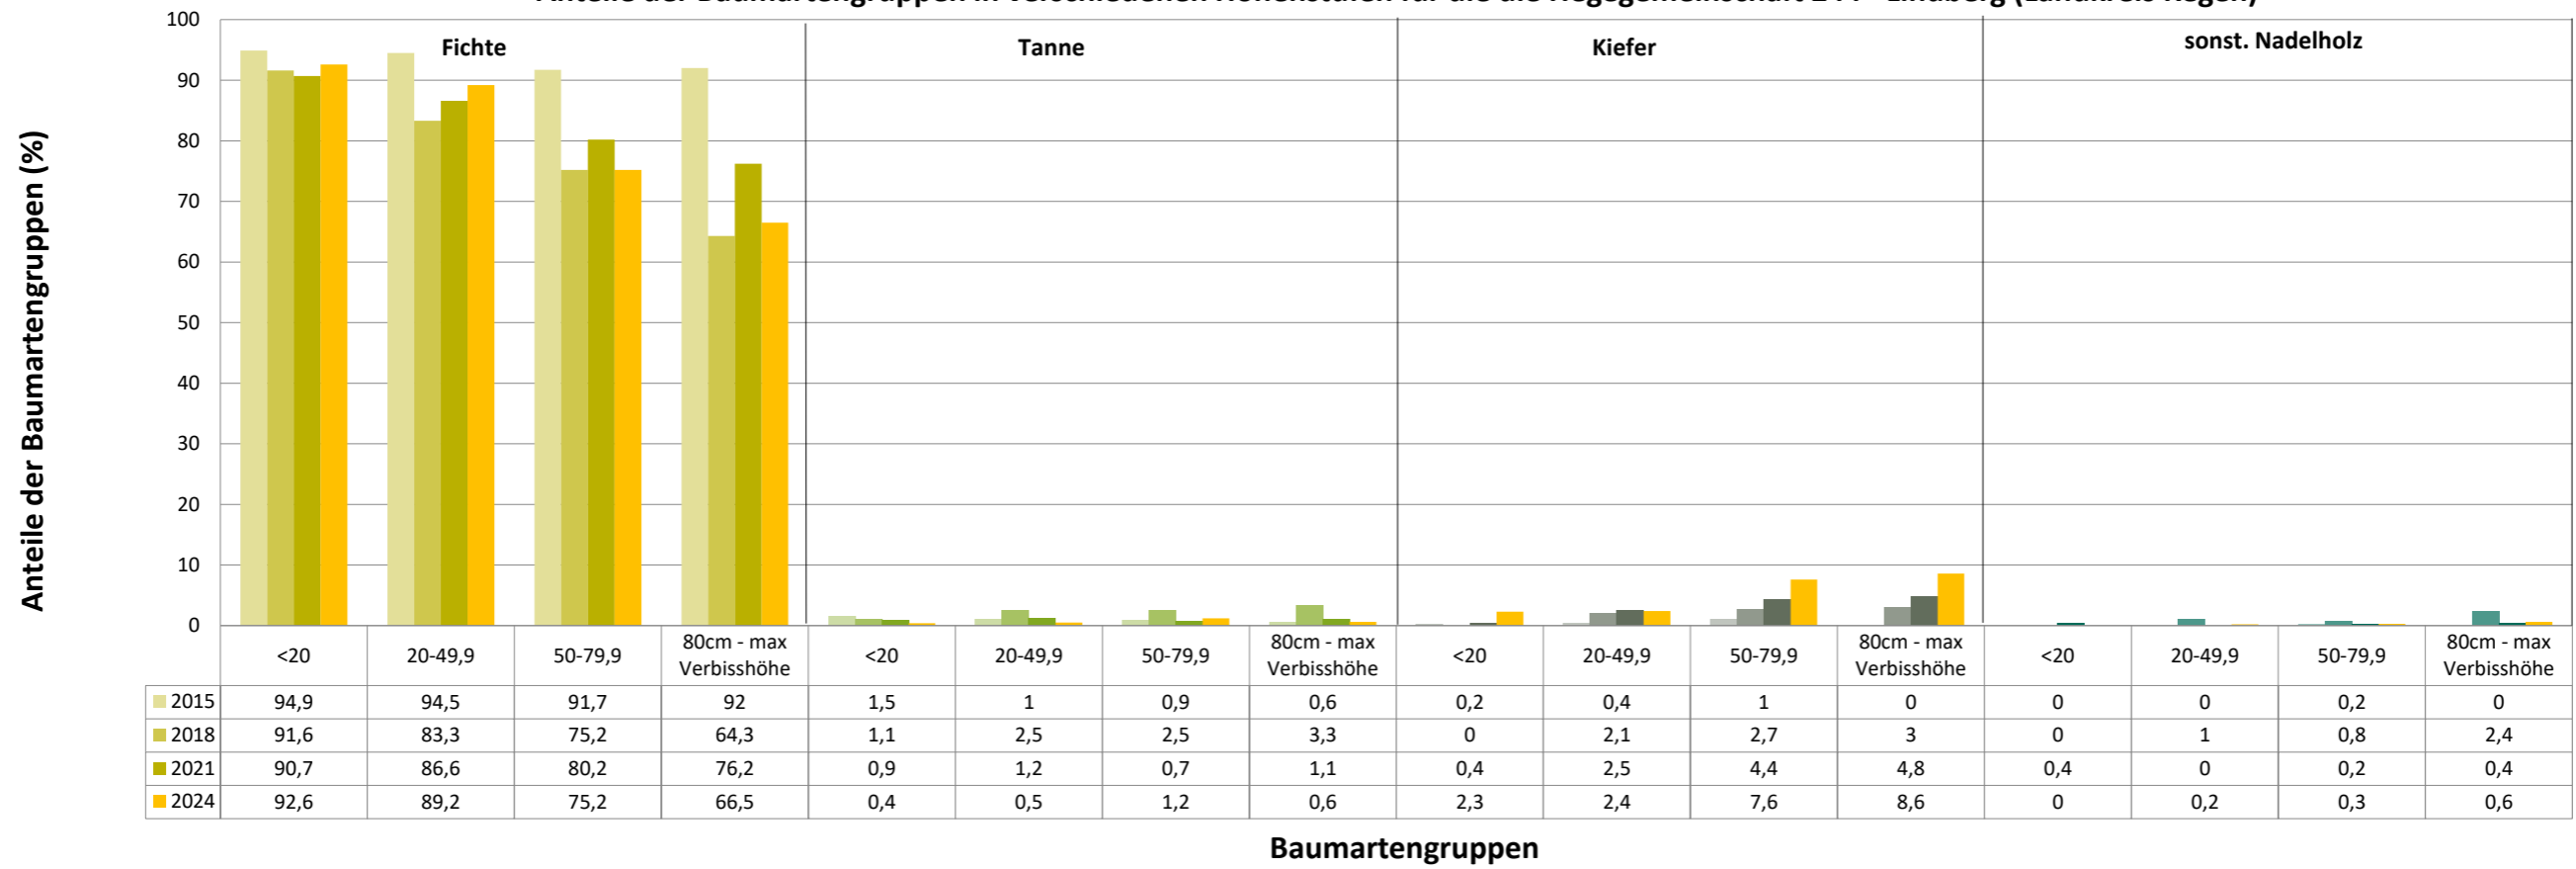 100
90
80
70
60
50
40
30
20
10
0
Anteile der Baumartengruppen (%)
Fichte Tanne Kiefer sonst. Nadelholz
<20 20-49,9 50-79,9 80cm - max Verbisshöhe <20 20-49,9 50-79,9 80cm - max Verbisshöhe <20 20-49,9 50-79,9 80cm - max Verbisshöhe <20 20-49,9 50-79,9 80cm - max Verbisshöhe
2015 94,9 94,5 91,7 92 1,5 1 0,9 0,6 0,2 0,4 1 0 0 0 0,2 0
2018 91,6 83,3 75,2 64,3 1,1 2,5 2,5 3,3 0 2,1 2,7 3 0 1 0,8 2,4
2021 90,7 86,6 80,2 76,2 0,9 1,2 0,7 1,1 0,4 2,5 4,4 4,8 0,4 0 0,2 0,4
2024 92,6 89,2 75,2 66,5 0,4 0,5 1,2 0,6 2,3 2,4 7,6 8,6 0 0,2 0,3 0,6
Baumartengruppen